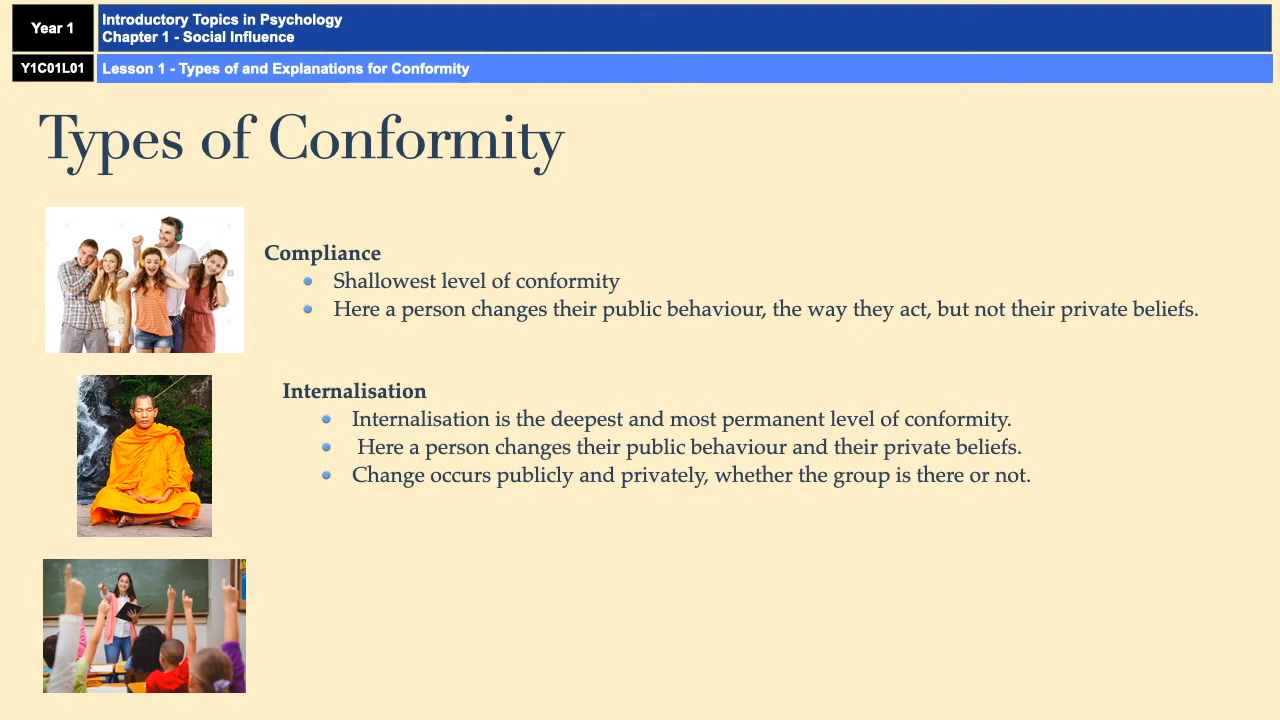 Year 1
Introductory Topics in Psychology
Chapter 1 - Social Influence
Y1C01L01
Lesson 1 - Types of and Explanations for Conformity
Types of Conformity
Compliance
Shallowest level of conformity
Here a person changes their public behaviour, the way they act, but not their private beliefs.
Internalisation
Internalisation is the deepest and most permanent level of conformity.
Here a person changes their public behaviour and their private beliefs.
Change occurs publicly and privately, whether the group is there or not.